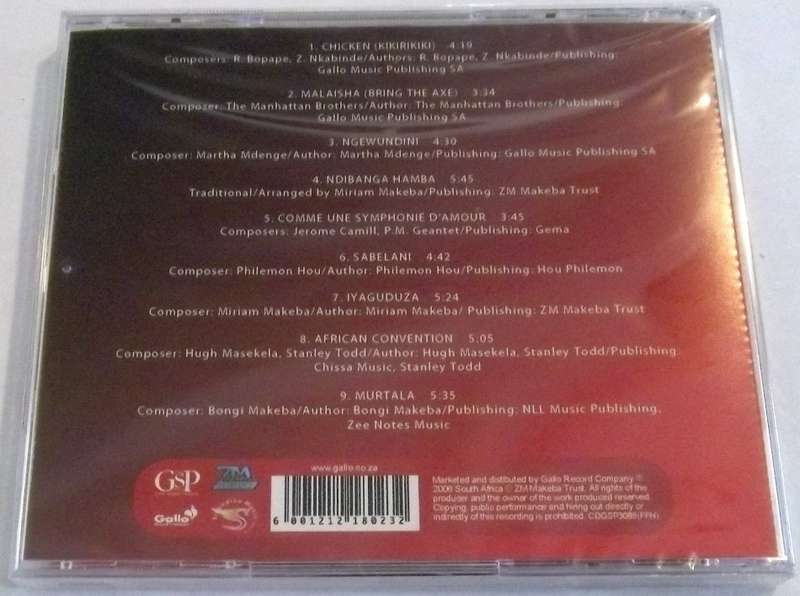 1. CHICKEN (KIKIRIKIKI) 4:19
Composers: R. Bopape, Z. Nkabinde/Authors: R. Bopape, Z. Nkabinde/Publishing:
Gallo Music Publishing SA
2. MALAISHA (BRING THE AXE) 3:34
Composer: The Manhattan Brothers/Author: The Manhattan Brothers/Publishing:
Gallo Music Publishing SA
3. NGEWUNDINI 4:30
Composer: Martha Mdenge/Author: Martha Mdenge/Publishing: Gallo Music Publishing SA
4. NDIBANGA HAMBA 5:45
Traditional/Arranged by Miriam Makeba/Publishing: ZM Makeba Trust
5. COMME UNE SYMPHONIE D'AMOUR 3:45
Composers: Jerome Camill, P.M. Geantet/Publishing: Gema
6. SABELANI 4:42
Composer: Philemon Hou/Author: Philemon Hou/Publishing: Hou Philemon
7. IYAGUDUZA 5:24
Composer: Miriam Makeba/Author: Miriam Makeba/ Publishing: ZM Makeba Trust
8. AFRICAN CONVENTION 5:05
Composer: Hugh Masekela, Stanley Todd/Author: Hugh Masekela, Stanley Todd/Publishing:
Chissa Music, Stanley Todd
9. MURTALA 5:35
Composer: Bongi Makeba/Author: Bongi Makeba/Publishing: NLL Music Publishing,
Zee Notes Music
GSP
ZM
Gallo
www.gallo.co.za
6 001212 180232
Marketed and distributed by Gallo Record Company ℗
2006 South Africa © ZM Makeba Trust. All rights of the
producer and the owner of the work produced reserved.
Copying, public performance and hiring out directly or
indirectly of this recording is prohibited. CDGSP3088(FFN)